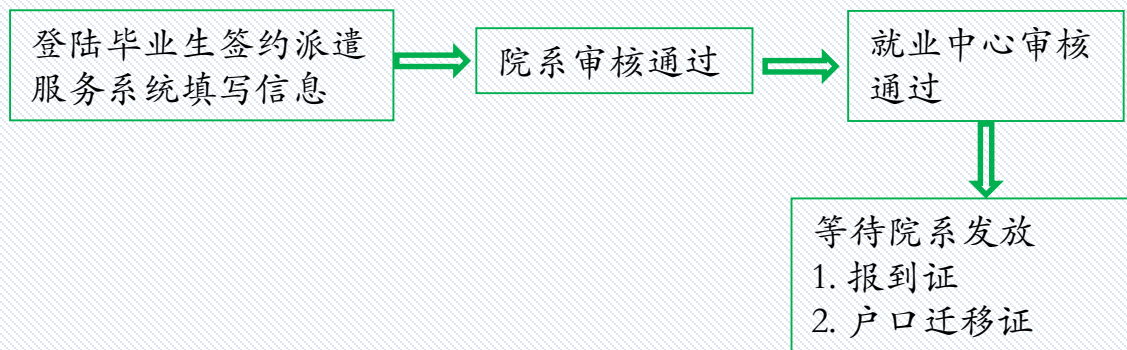 登陆毕业生签约派遣
服务系统填写信息
院系审核通过
就业中心审核
通过
等待院系发放
1. 报到证
2. 户口迁移证